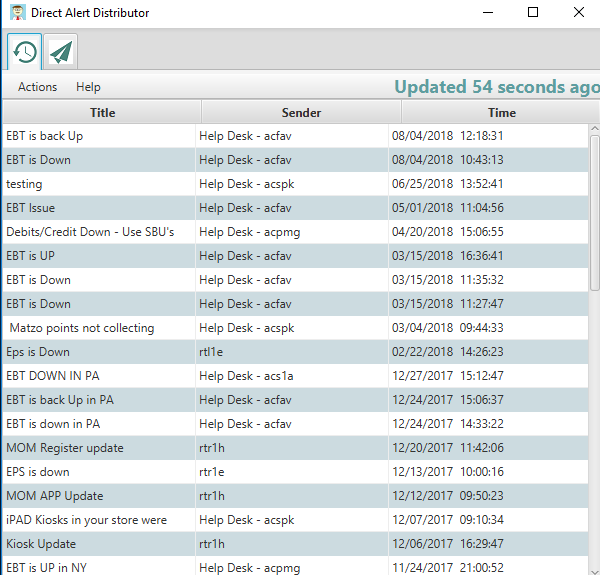 Direct Alert Distributor
Actions Help Updated 54 seconds ago
Title Sender Time
EBT is back Up Help Desk - acfav 08/04/2018 12:18:31
EBT is Down Help Desk - acfav 08/04/2018 10:43:13
testing Help Desk - acspk 06/25/2018 13:52:41
EBT Issue Help Desk - acfav 05/01/2018 11:04:56
Debits/Credit Down - Use SBU's Help Desk - acpmg 04/20/2018 15:06:55
EBT is UP Help Desk - acfav 03/15/2018 16:36:41
EBT is Down Help Desk - acfav 03/15/2018 11:35:32
EBT is Down Help Desk - acfav 03/15/2018 11:27:47
Matzo points not collecting Help Desk - acspk 03/04/2018 09:44:33
Eps is Down rtl1e 02/22/2018 14:26:23
EBT DOWN IN PA Help Desk - acs1a 12/27/2017 15:12:47
EBT is back Up in PA Help Desk - acfav 12/24/2017 15:06:37
EBT is down in PA Help Desk - acfav 12/24/2017 14:33:22
MOM Register update rtr1h 12/20/2017 11:42:06
EPS is down rtr1e 12/13/2017 10:00:16
MOM APP Update rtr1h 12/12/2017 09:50:23
iPAD Kiosks in your store were Help Desk - acspk 12/07/2017 09:10:34
Kiosk Update rtr1h 12/06/2017 16:29:47
EBT is UP in NY Help Desk - acpmg 11/24/2017 21:00:52